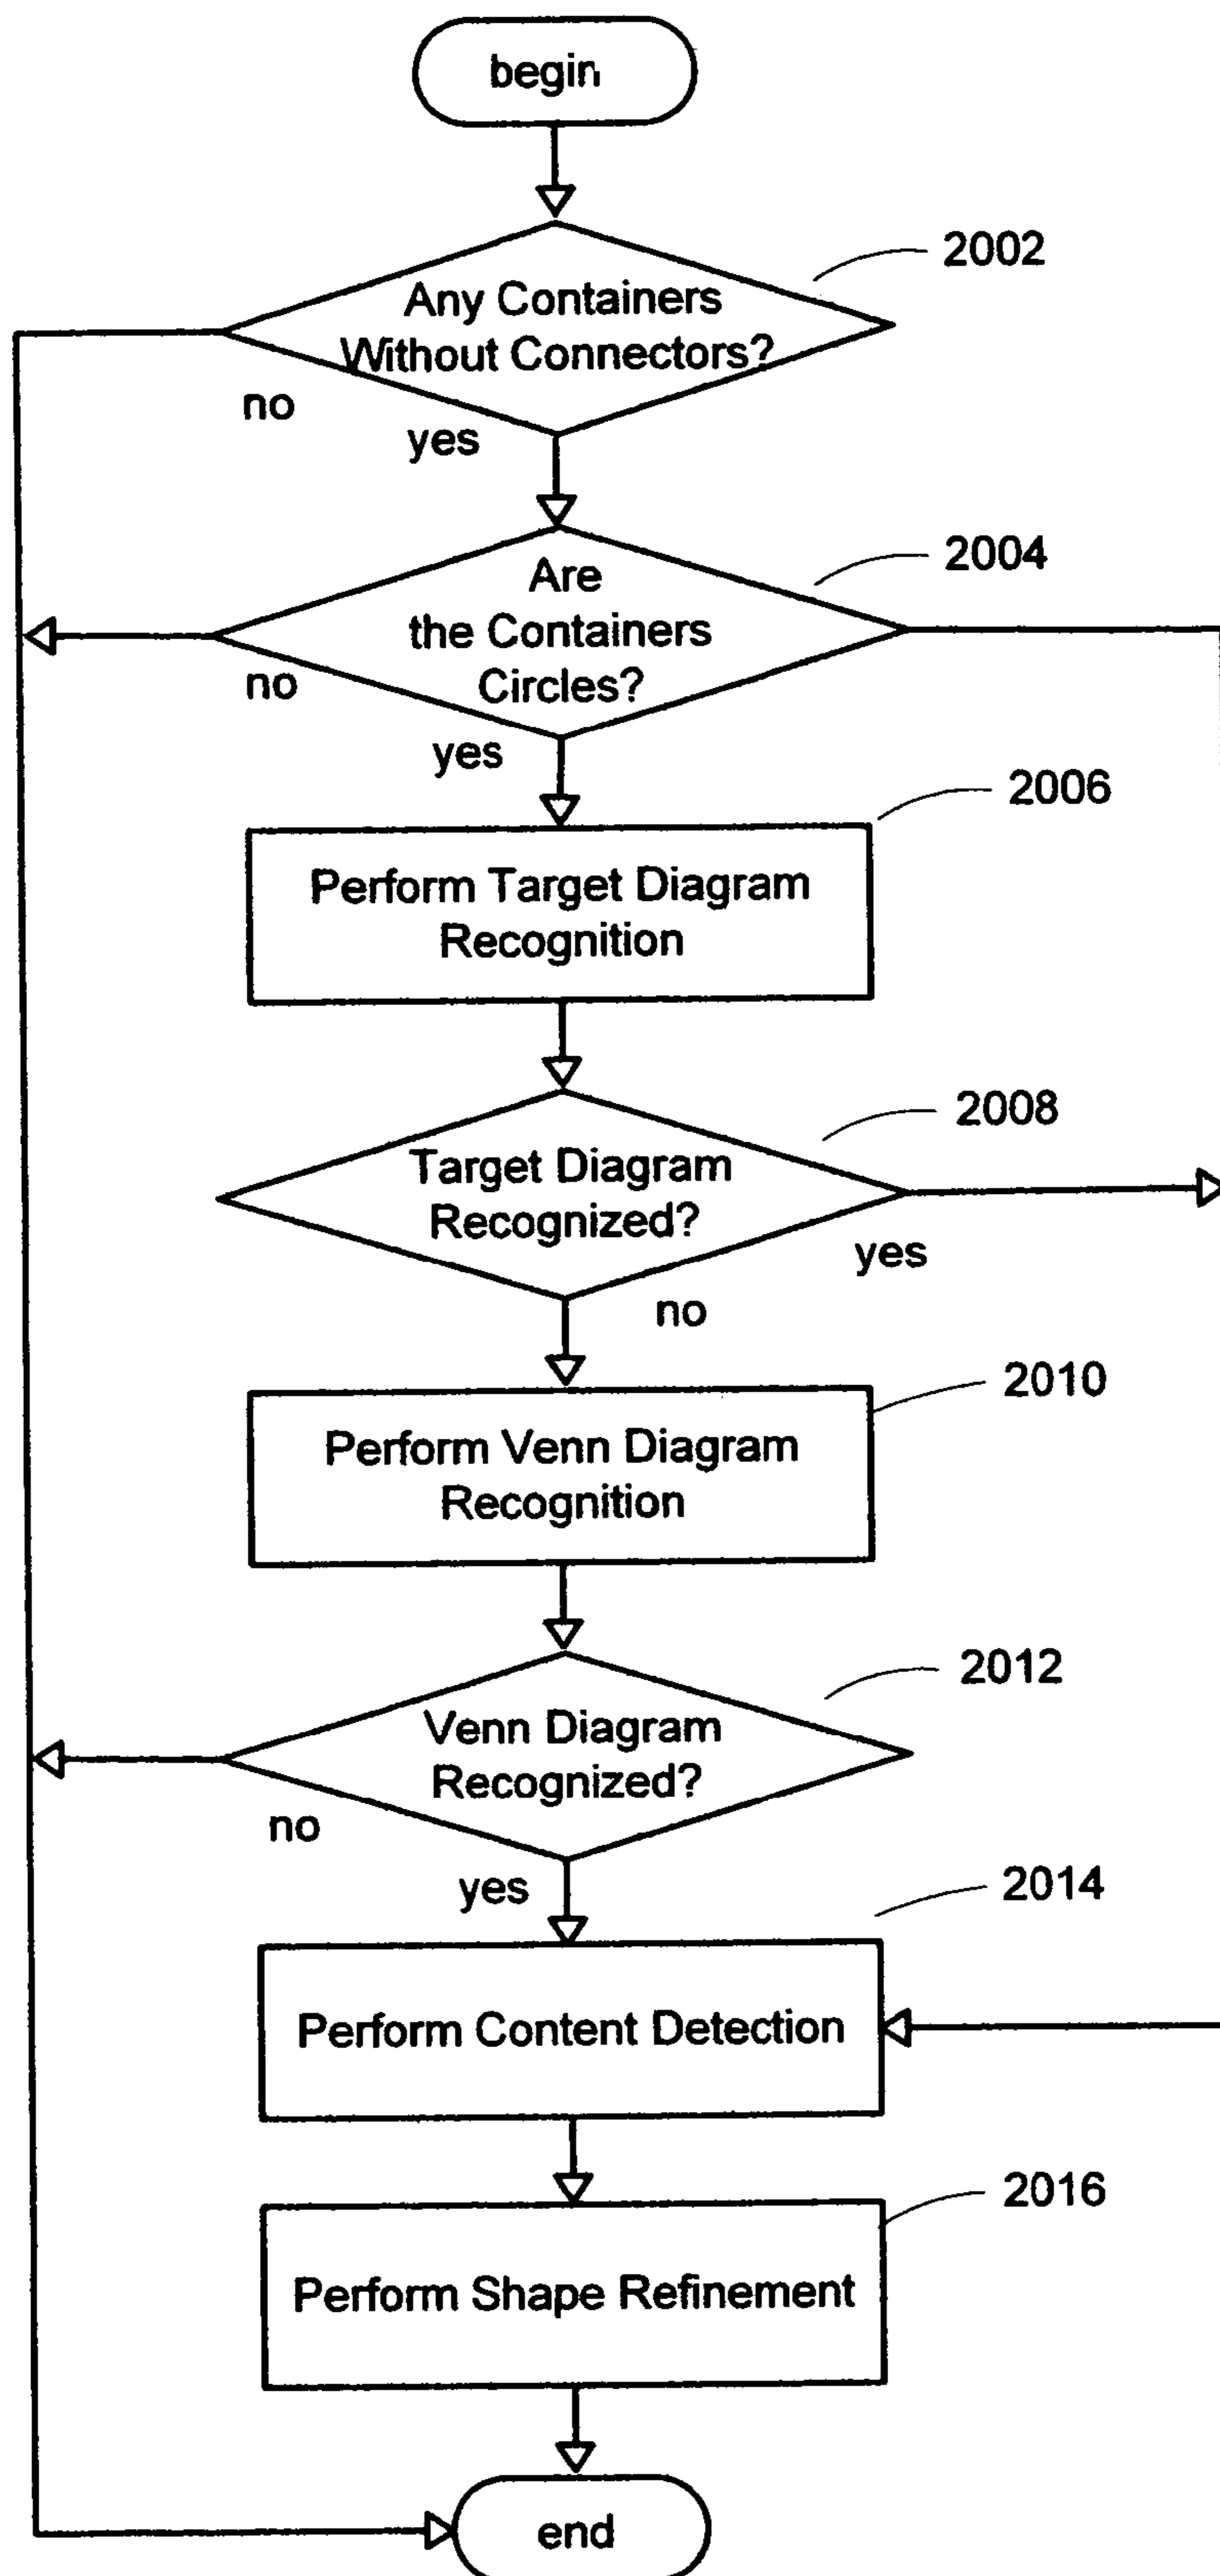 begin
2002
Any Containers
Without Connectors?
no
yes
2004
Are
the Containers
Circles?
no
yes
2006
Perform Target Diagram
Recognition
2008
Target Diagram
Recognized?
yes
no
2010
Perform Venn Diagram
Recognition
2012
Venn Diagram
Recognized?
no
yes
2014
Perform Content Detection
2016
Perform Shape Refinement
end